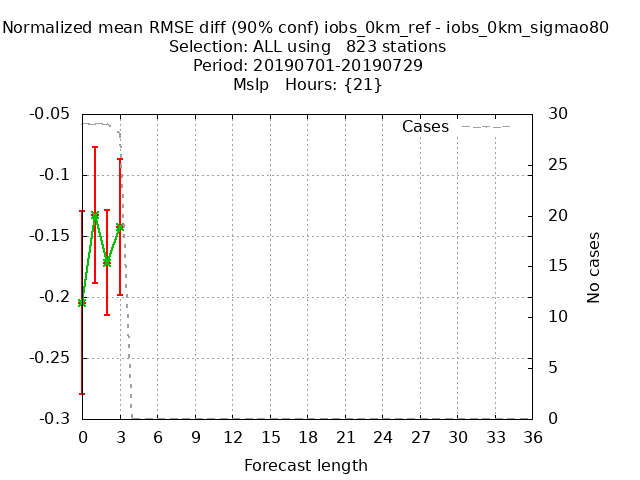 Normalized mean RMSE diff (90% conf) iobs_0km_ref - iobs_0km_sigmao80
Selection: ALL using   823 stations
Period: 20190701-20190729
Mslp   Hours: {21}
Cases
-0.05
-0.1
-0.15
-0.2
-0.25
-0.3
30
25
20
15
10
5
0
No cases
0 3 6 9 12 15 18 21 24 27 30 33 36
Forecast length